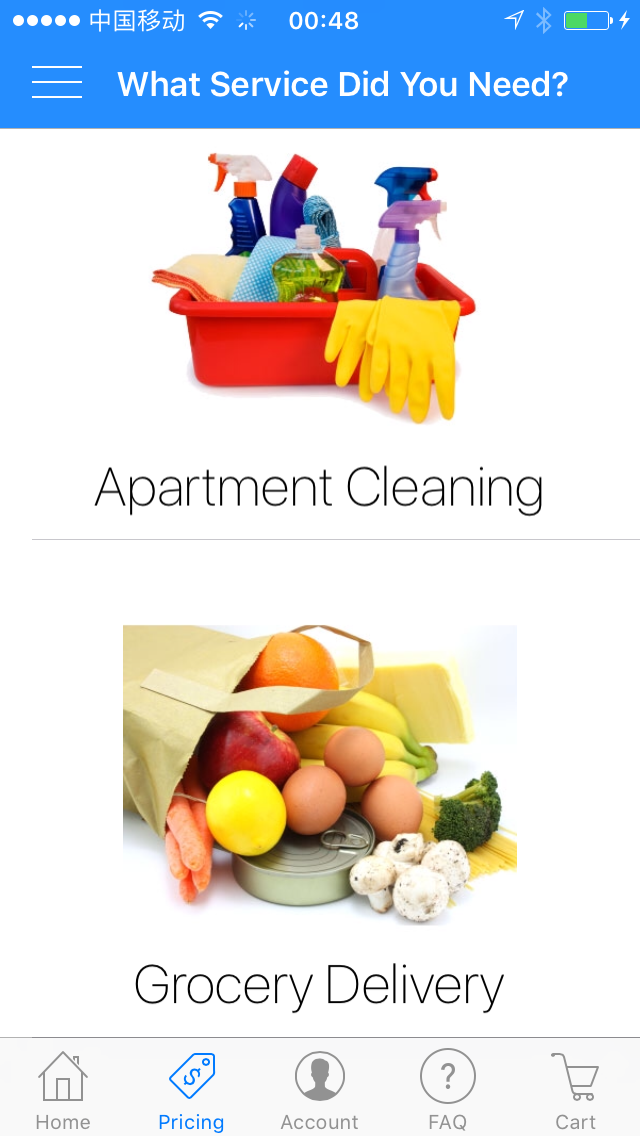 中国移动 00:48
What Service Did You Need?
Apartment Cleaning
Grocery Delivery
$ ?
Home Pricing Account FAQ Cart